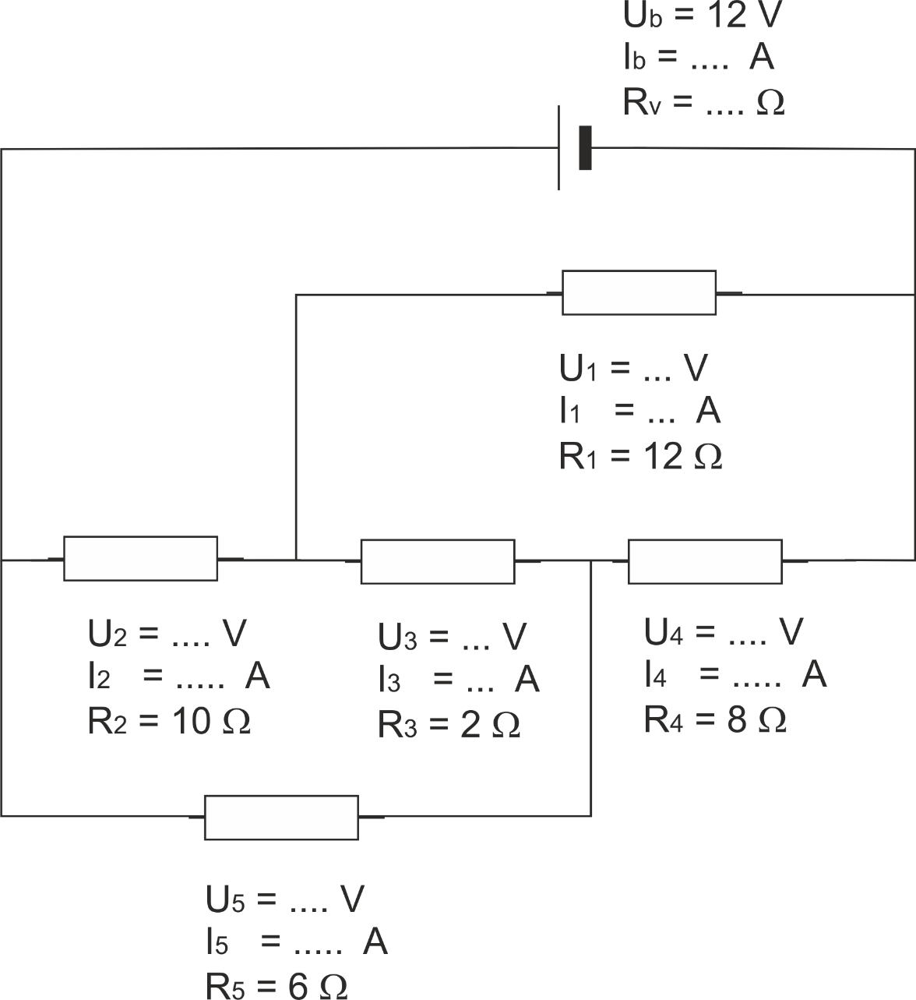 Ub = 12 V
Ib = .... A
Rv = .... Ω
U1 = ... V
I1 = ... A
R1 = 12 Ω
U2 = .... V
I2 = ..... A
R2 = 10 Ω
U3 = ... V
I3 = ... A
R3 = 2 Ω
U4 = .... V
I4 = ..... A
R4 = 8 Ω
U5 = .... V
I5 = ..... A
R5 = 6 Ω